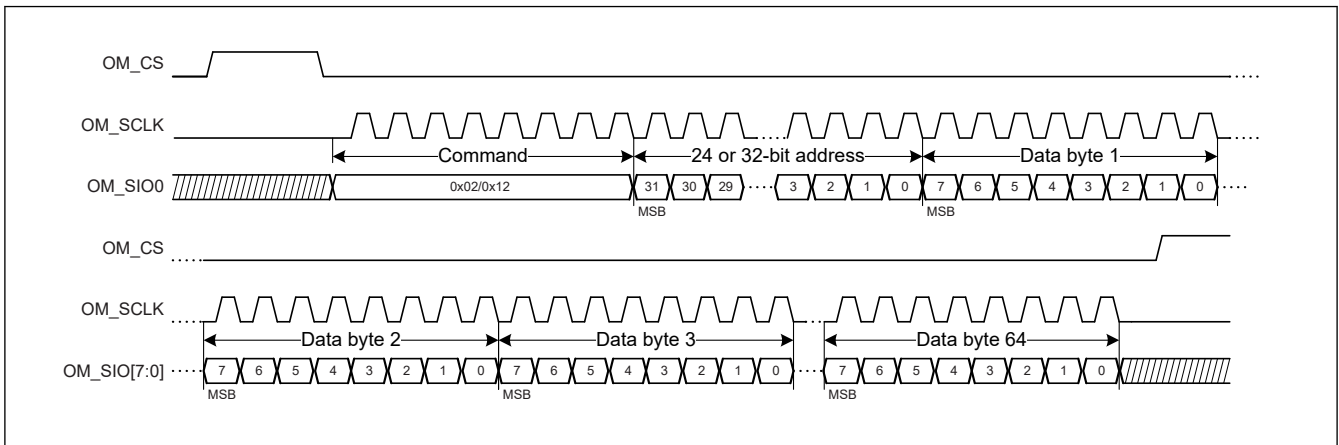 OM_CS
OM_SCLK
Command 24 or 32-bit address Data byte 1
OM_SIO0 0x02/0x12 31 30 29 3 2 1 0 7 6 5 4 3 2 1 0
MSB MSB
OM_CS
OM_SCLK
Data byte 2 Data byte 3 Data byte 64
OM_SIO[7:0] 7 6 5 4 3 2 1 0 7 6 5 4 3 2 1 0 7 6 5 4 3 2 1 0
MSB MSB MSB